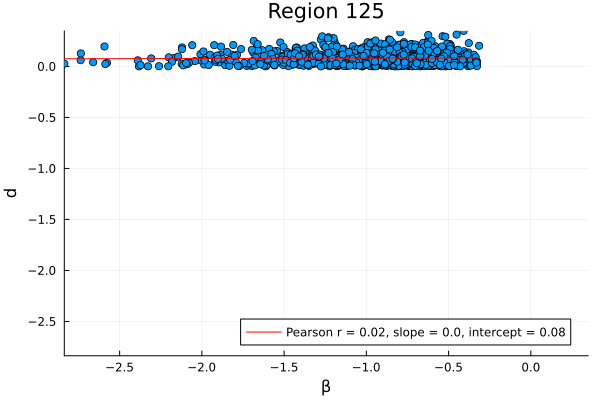 Region 125
0.0
−0.5
−1.0
−1.5
−2.0
−2.5
d
Pearson r = 0.02, slope = 0.0, intercept = 0.08
−2.5 −2.0 −1.5 −1.0 −0.5 0.0
β